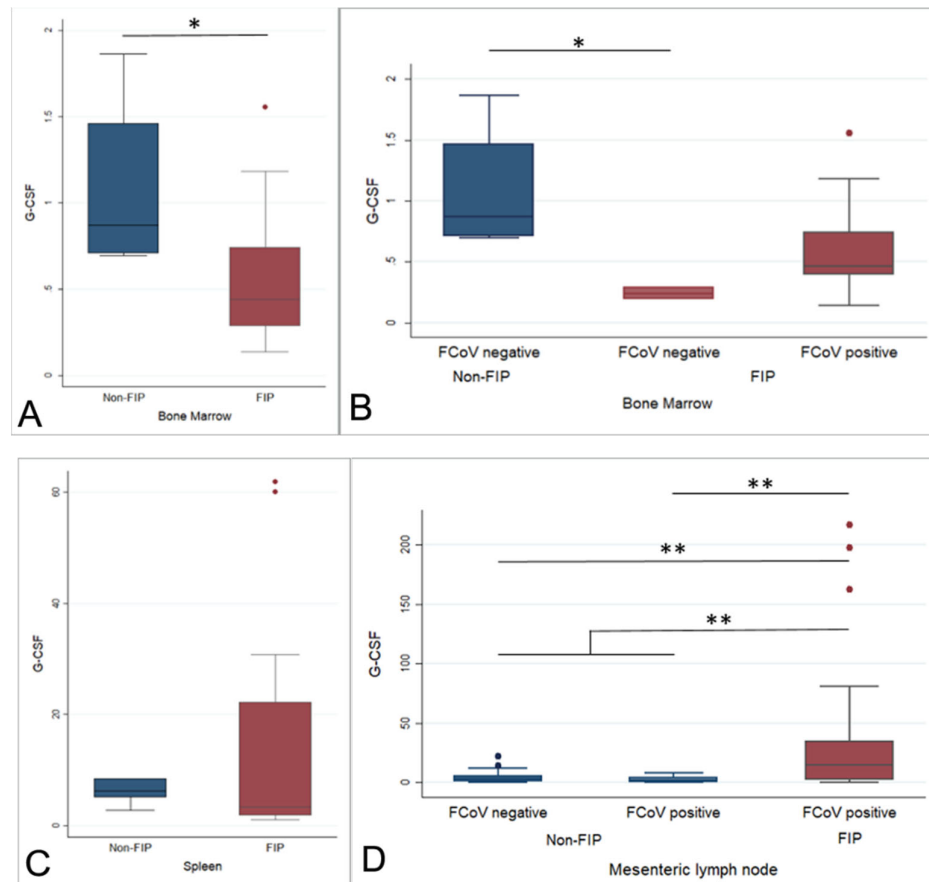 *
2
1.5
1
.5
0
G-CSF
Non-FIP FIP
Bone Marrow
A
*
2
1.5
1
.5
0
G-CSF
FCoV negative FCoV negative FCoV positive
Non-FIP FIP
Bone Marrow
B
60
40
20
0
G-CSF
Non-FIP FIP
Spleen
C
**
**
**
200
150
100
50
0
G-CSF
FCoV negative FCoV positive FCoV positive
Non-FIP FIP
Mesenteric lymph node
D